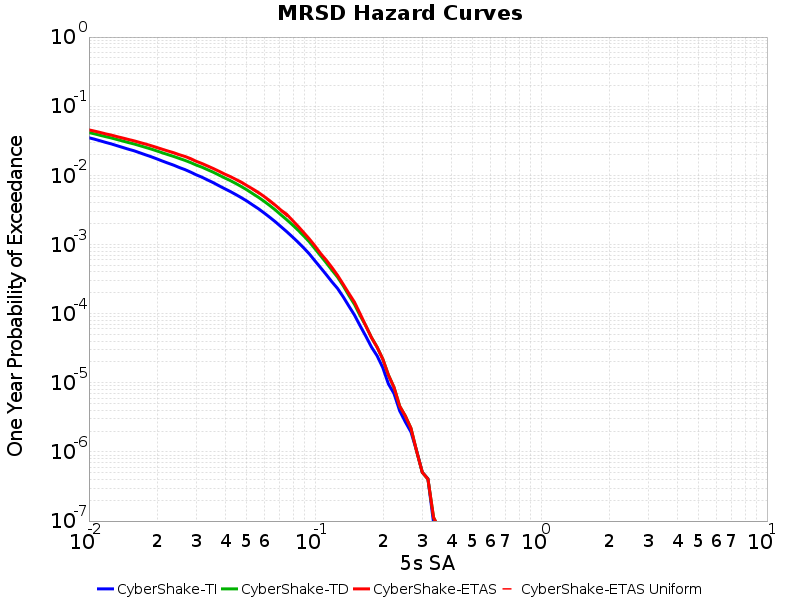 MRSD Hazard Curves
One Year Probability of Exceedance
10^0
10^-1
10^-2
10^-3
10^-4
10^-5
10^-6
10^-7
10^-2 2 3 4 5 6 10^-1 2 3 4 5 6 7 10^0 2 3 4 5 6 7 10^1
5s SA
CyberShake-TI CyberShake-TD CyberShake-ETAS CyberShake-ETAS Uniform